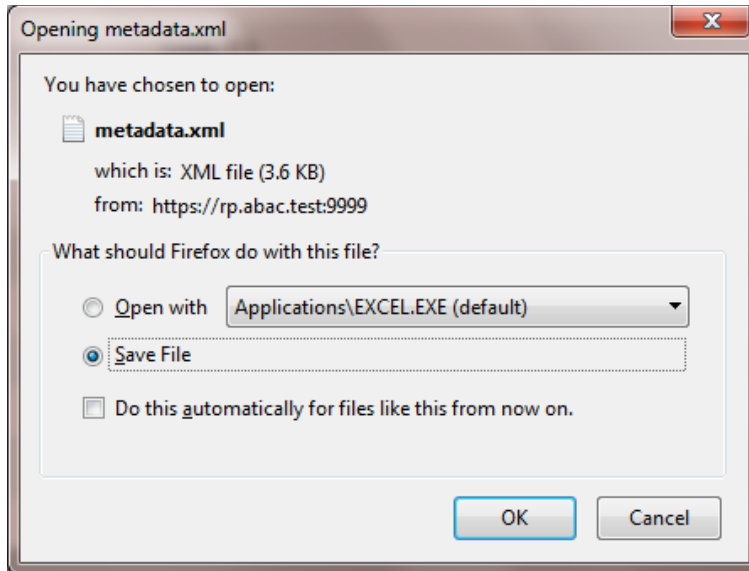 Opening metadata.xml
You have chosen to open:
metadata.xml
which is: XML file (3.6 KB)
from: https://rp.abac.test:9999
What should Firefox do with this file?
Open with Applications\EXCEL.EXE (default)
Save File
Do this automatically for files like this from now on.
OK Cancel